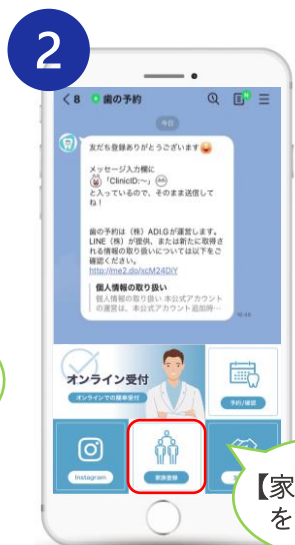 2
8 歯の予約
今日
友だち登録ありがとうございます
メッセージ入力欄に
「ClinicID:～」
と入っているので、そのまま送信して
ね！
歯の予約は（株）ADI.Gが運営します。
LINE（株）が提供、または新たに取得さ
れる情報の取り扱いについては以下をご
確認ください。
http://me2.do/xcM24DIY
個人情報の取り扱い
個人情報の取り扱い 本公式アカウント
の運営は、本公式アカウント追加時…
オンライン受付
オンラインでの簡単受付
予約/確認
Instagram
家族登録
【家
を